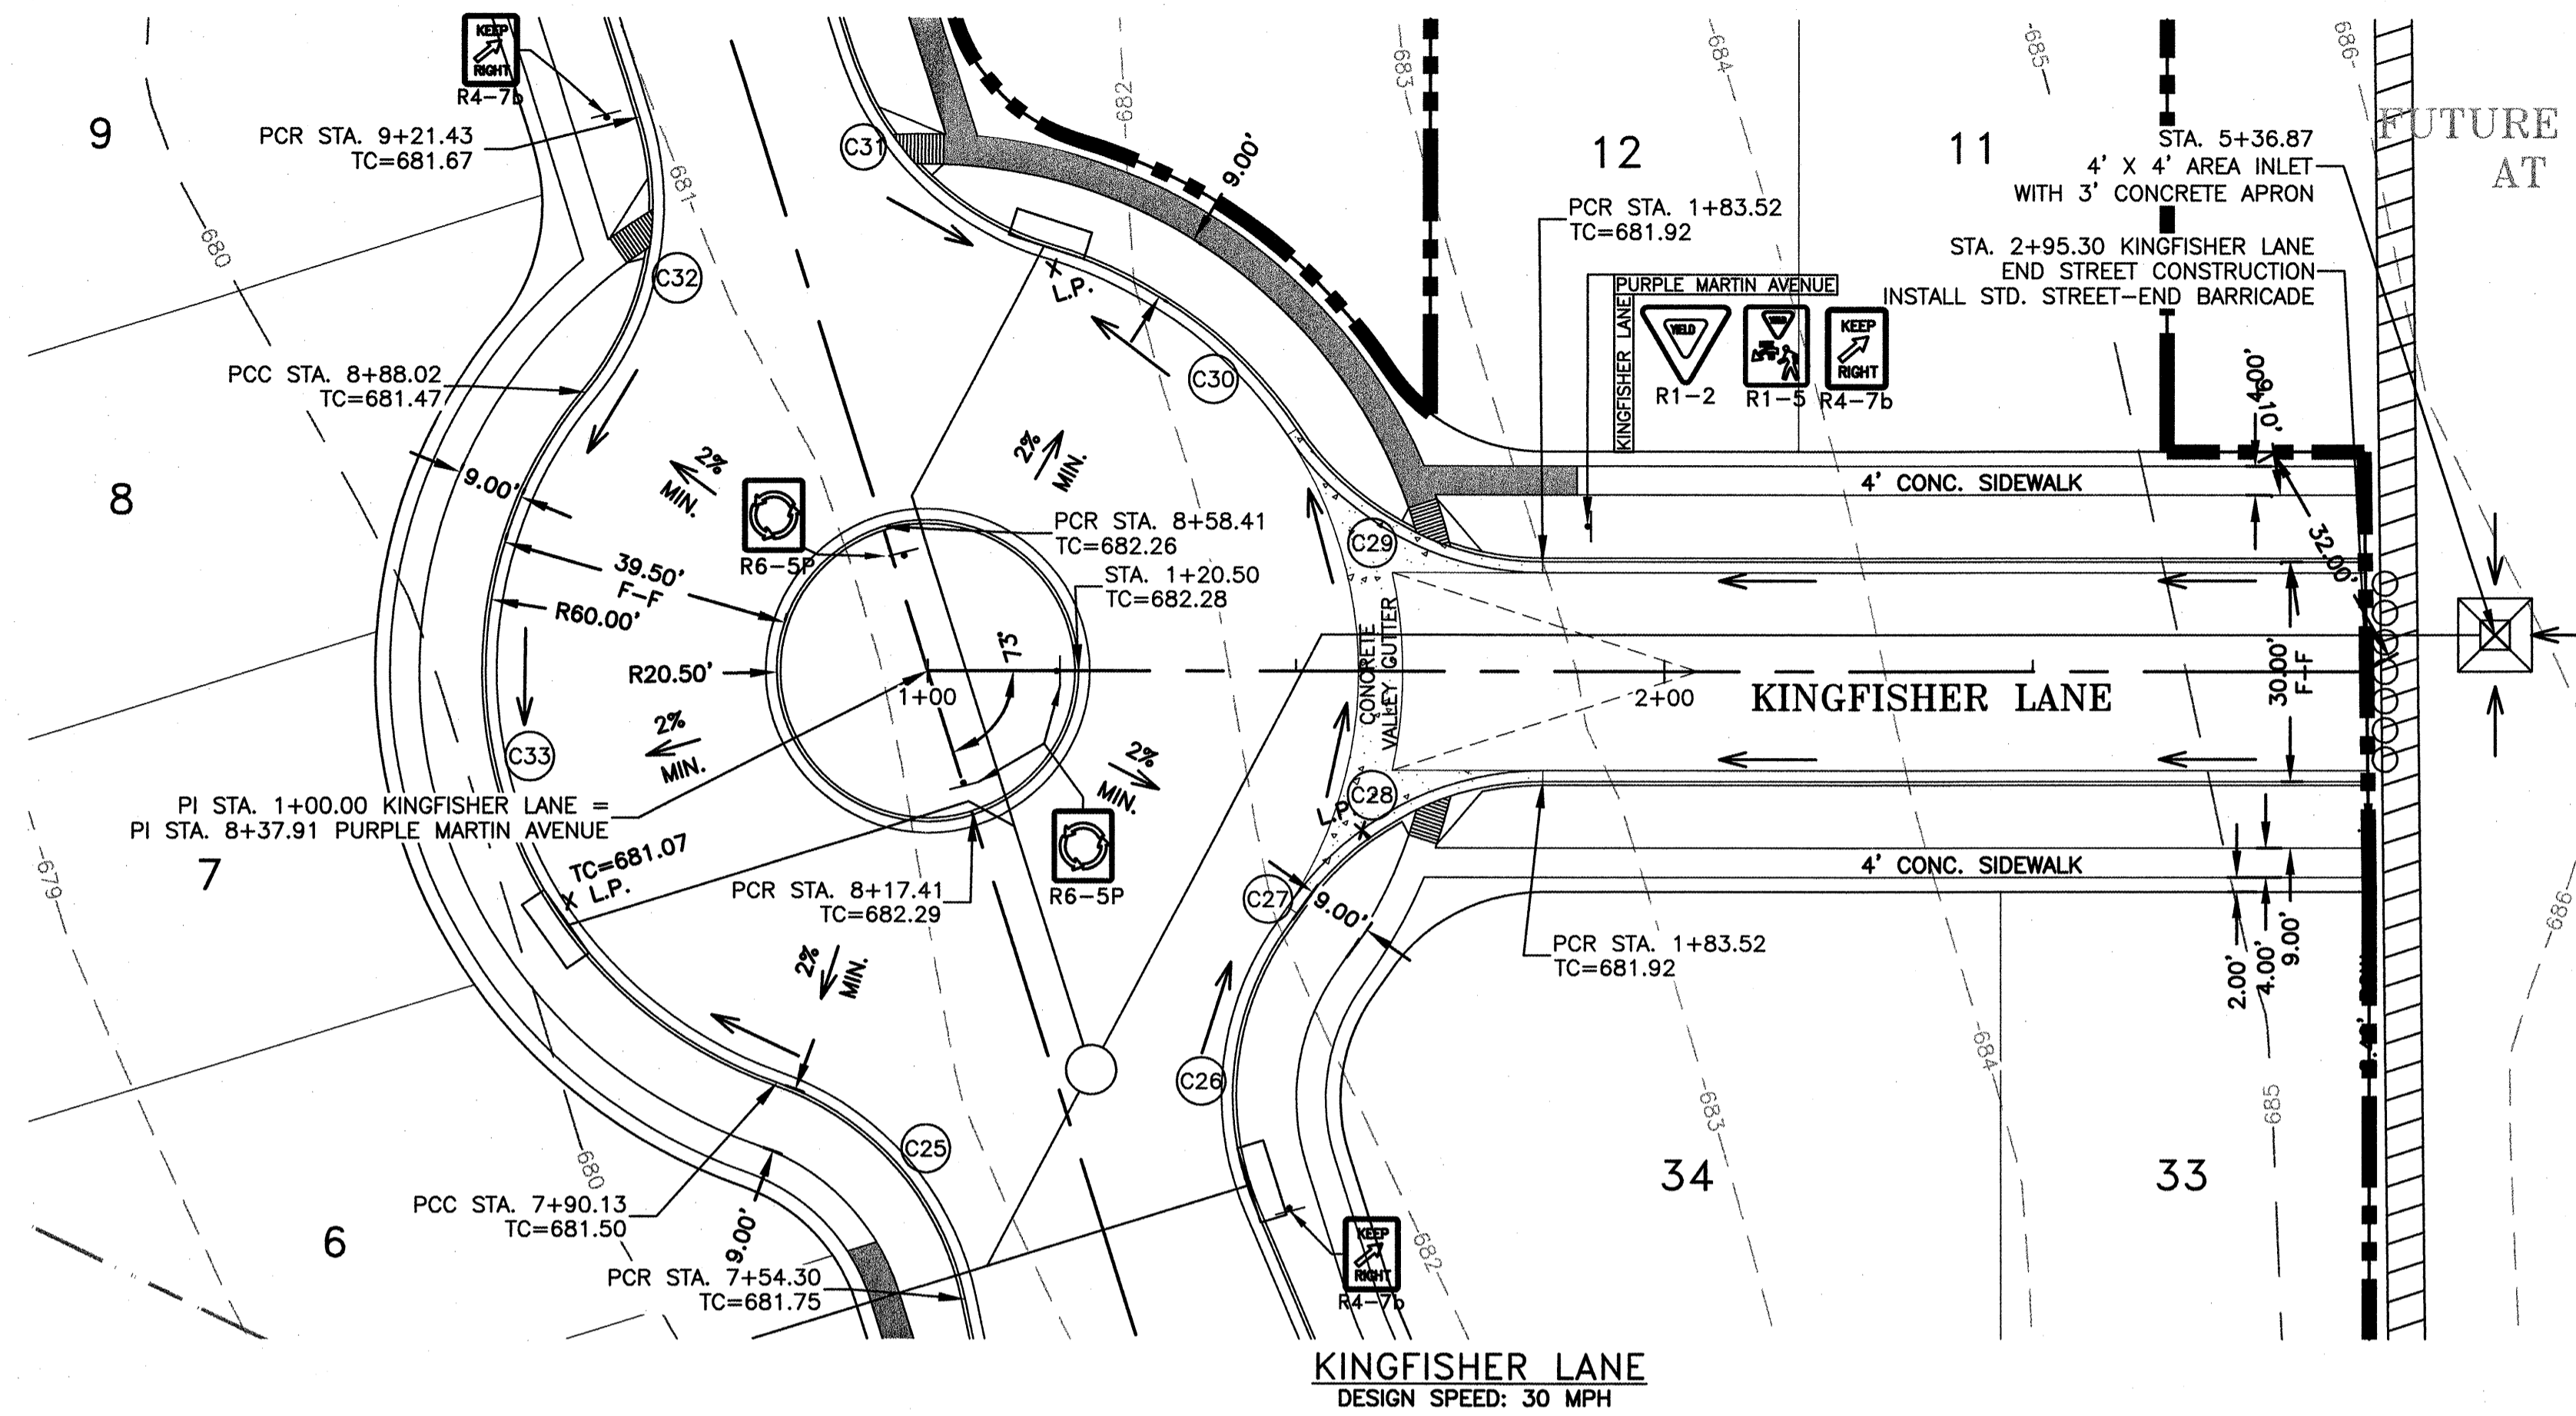 KEEP
RIGHT
R4-7b
PCR STA. 9+21.43
TC=681.67
9
680
681
C31
C32
682
9.00'
683
684
685
686
12
11
FUTURE
AT
STA. 5+36.87
4' X 4' AREA INLET
WITH 3' CONCRETE APRON
PCR STA. 1+83.52
TC=681.92
STA. 2+95.30 KINGFISHER LANE
END STREET CONSTRUCTION
INSTALL STD. STREET-END BARRICADE
PURPLE MARTIN AVENUE
KINGFISHER LANE
YIELD
R1-2
YIELD
R1-5
KEEP
RIGHT
R4-7b
L.P.
C30
PCC STA. 8+88.02
TC=681.47
8
9.00'
2%
MIN.
2%
MIN.
R6-5P
PCR STA. 8+58.41
TC=682.26
STA. 1+20.50
TC=682.28
39.50'
F-F
R60.00'
R20.50'
73°
1+00
C29
CONCRETE
VALLEY GUTTER
4' CONC. SIDEWALK
4.00'
9.10'
32.00'
30.00'
F-F
2+00
KINGFISHER LANE
C33
2%
MIN.
2%
MIN.
PI STA. 1+00.00 KINGFISHER LANE =
PI STA. 8+37.91 PURPLE MARTIN AVENUE
TC=681.07
L.P.
7
679
PCR STA. 8+17.41
TC=682.29
R6-5P
L.P.
C28
C27
9.00'
4' CONC. SIDEWALK
PCR STA. 1+83.52
TC=681.92
2.00'
4.00'
9.00'
686
2%
MIN.
C26
C25
680
PCC STA. 7+90.13
TC=681.50
9.00'
6
PCR STA. 7+54.30
TC=681.75
KEEP
RIGHT
R4-7b
682
683
684
685
34
33
KINGFISHER LANE
DESIGN SPEED: 30 MPH